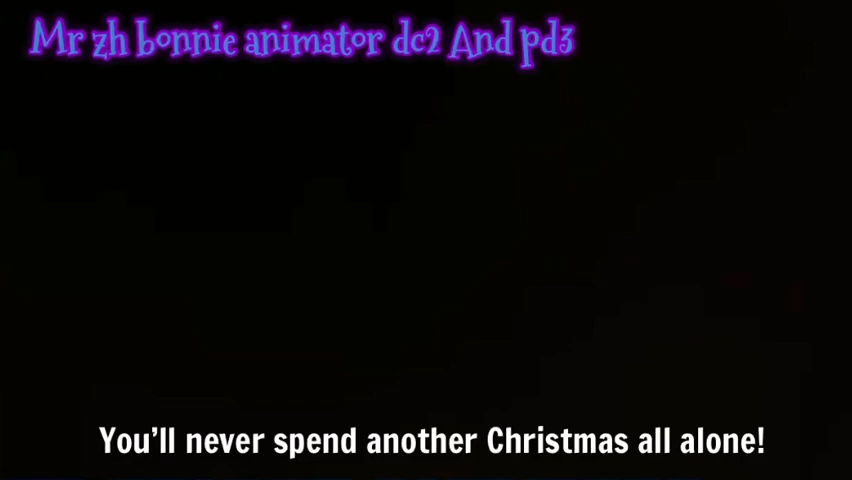 Mr zh bonnie animator dc2 And pd3
You'll never spend another Christmas all alone!